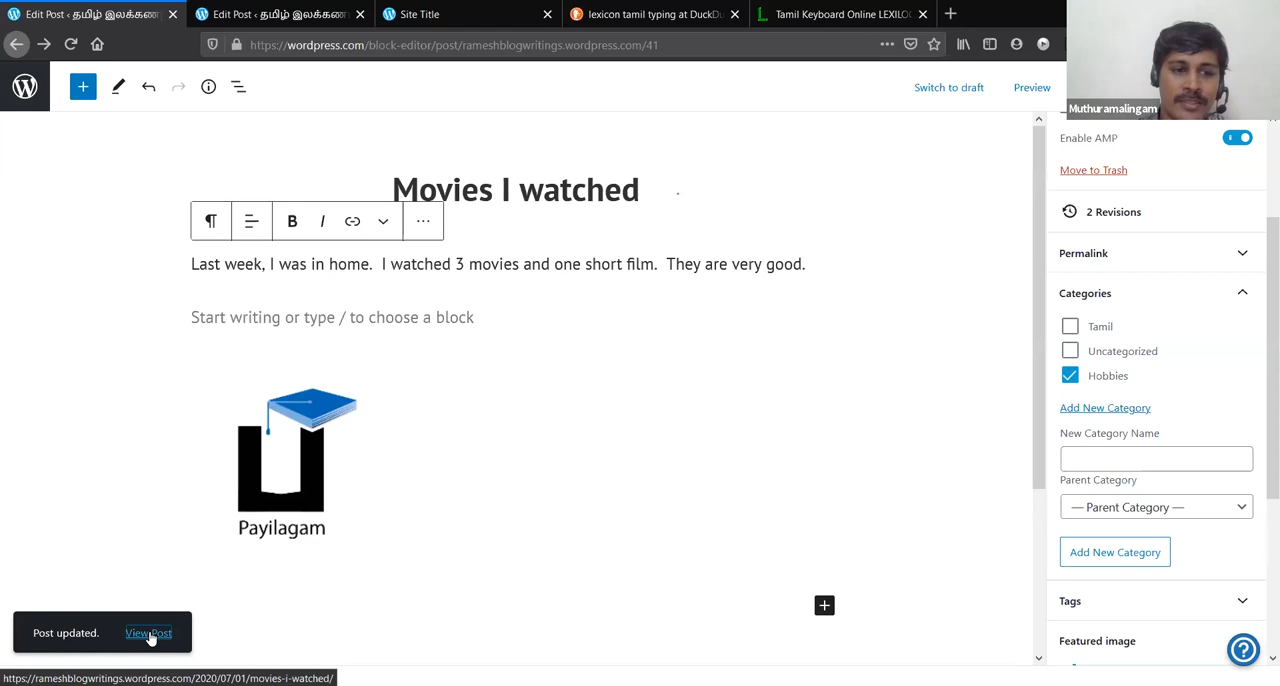 Edit Post ‹ தமிழ் இலக்கண
Edit Post ‹ தமிழ் இலக்கண
Site Title
lexicon tamil typing at DuckDu
Tamil Keyboard Online LEXILO
https://wordpress.com/block-editor/post/rameshblogwritings.wordpress.com/41
Switch to draft
Preview
Muthuramalingam
Enable AMP
Move to Trash
2 Revisions
Permalink
Categories
Tamil
Uncategorized
Hobbies
Add New Category
New Category Name
Parent Category
— Parent Category —
Add New Category
Tags
Featured image
Movies I watched
B I
Last week, I was in home. I watched 3 movies and one short film. They are very good.
Start writing or type / to choose a block
Payilagam
Post updated. View Post
https://rameshblogwritings.wordpress.com/2020/07/01/movies-i-watched/